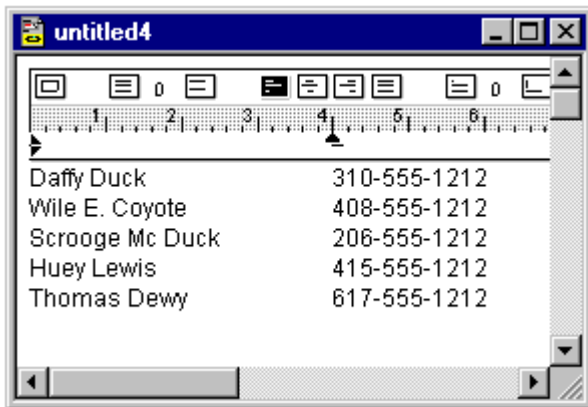 untitled4
0 0
1 2 3 4 5 6
Daffy Duck 310-555-1212
Wile E. Coyote 408-555-1212
Scrooge Mc Duck 206-555-1212
Huey Lewis 415-555-1212
Thomas Dewy 617-555-1212